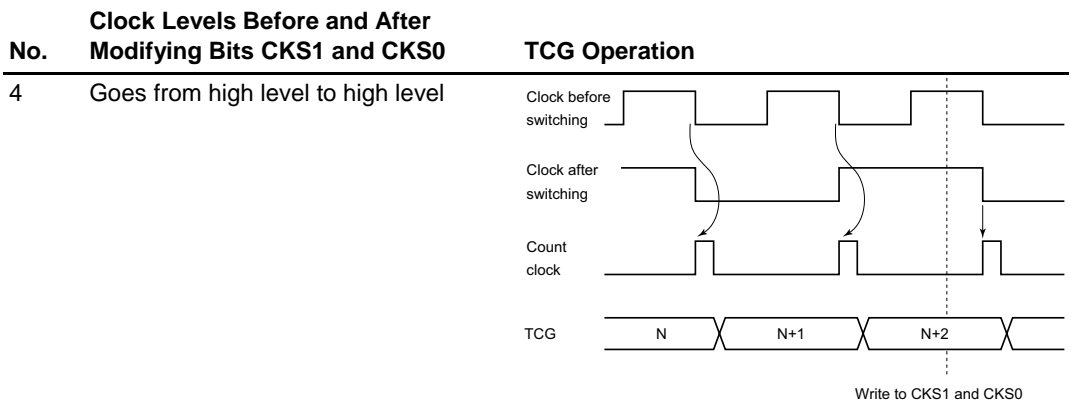 Clock Levels Before and After
No. Modifying Bits CKS1 and CKS0 TCG Operation
4 Goes from high level to high level
Clock before
switching
Clock after
switching
Count
clock
TCG N N+1 N+2
Write to CKS1 and CKS0